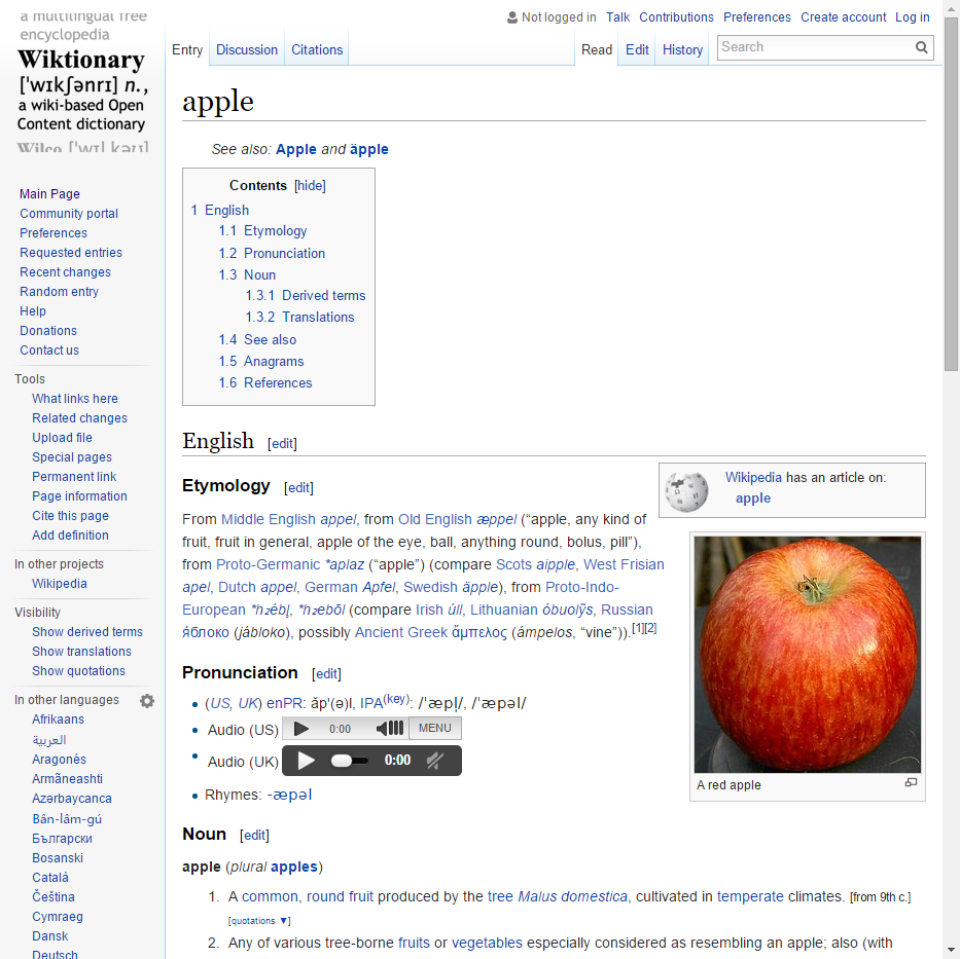 a multilingual free
encyclopedia
Wiktionary
['wɪkʃənrɪ] n.,
a wiki-based Open
Content dictionary
Wilco ['wɪl kəʊ]
Main Page
Community portal
Preferences
Requested entries
Recent changes
Random entry
Help
Donations
Contact us
Tools
What links here
Related changes
Upload file
Special pages
Permanent link
Page information
Cite this page
Add definition
In other projects
Wikipedia
Visibility
Show derived terms
Show translations
Show quotations
In other languages
Afrikaans
العربية
Aragonés
Armãneashti
Azərbaycanca
Bân-lâm-gú
Български
Bosanski
Català
Čeština
Cymraeg
Dansk
Deutsch
Not logged in Talk Contributions Preferences Create account Log in
Entry Discussion Citations Read Edit History Search
apple
See also: Apple and äpple
Contents [hide]
1 English
1.1 Etymology
1.2 Pronunciation
1.3 Noun
1.3.1 Derived terms
1.3.2 Translations
1.4 See also
1.5 Anagrams
1.6 References
English [edit]
Wikipedia has an article on:
apple
Etymology [edit]
From Middle English appel, from Old English æppel (“apple, any kind of
fruit, fruit in general, apple of the eye, ball, anything round, bolus, pill”),
from Proto-Germanic *aplaz (“apple”) (compare Scots aipple, West Frisian
apel, Dutch appel, German Apfel, Swedish äpple), from Proto-Indo-
European *h₂ébl̥, *h₂ebōl (compare Irish úll, Lithuanian óbuolỹs, Russian
я́блоко (jábloko), possibly Ancient Greek ἄμπελος (ámpelos, “vine”)).[1][2]
A red apple
Pronunciation [edit]
(US, UK) enPR: ăp'(ə)l, IPA(key): /ˈæpl̩/, /ˈæpəl/
Audio (US) 0:00 MENU
Audio (UK) 0:00
Rhymes: -æpəl
Noun [edit]
apple (plural apples)
1. A common, round fruit produced by the tree Malus domestica, cultivated in temperate climates. [from 9th c.]
[quotations ▼]
2. Any of various tree-borne fruits or vegetables especially considered as resembling an apple; also (with